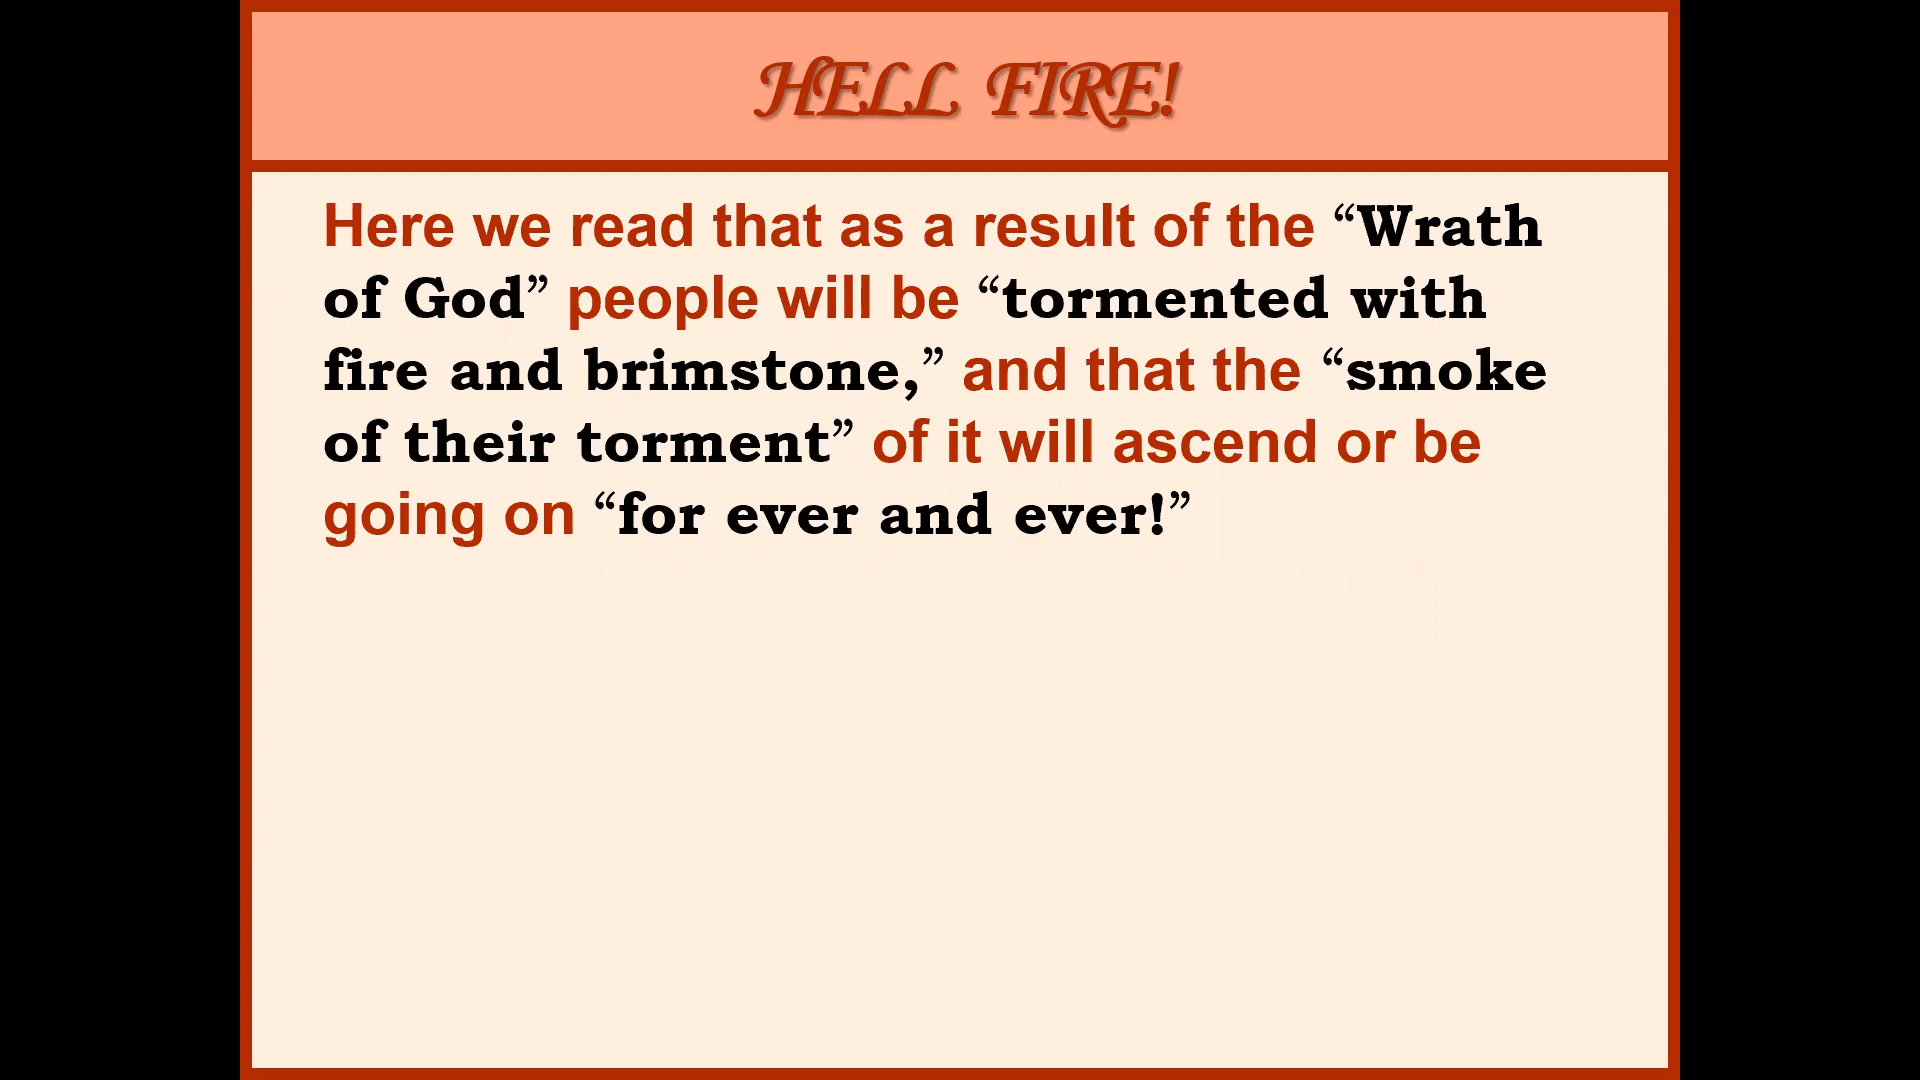 HELL FIRE!
Here we read that as a result of the “Wrath
of God” people will be “tormented with
fire and brimstone,” and that the “smoke
of their torment” of it will ascend or be
going on “for ever and ever!”